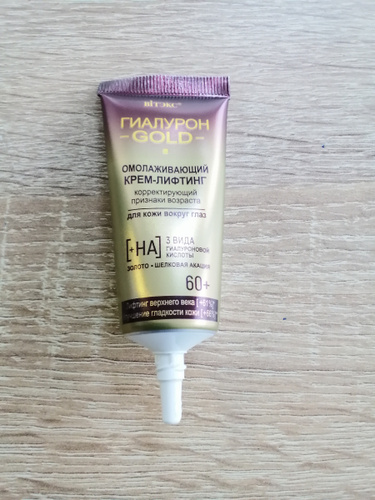 ВIТЭКС
ГИАЛУРОН
GOLD
ОМОЛАЖИВАЮЩИЙ
КРЕМ-ЛИФТИНГ
корректирующий
признаки возраста
для кожи вокруг глаз
[+HA] 3 ВИДА
ГИАЛУРОНОВОЙ
КИСЛОТЫ
ЗОЛОТО • ШЕЛКОВАЯ АКАЦИЯ
60+
Лифтинг верхнего века
гладкости кожи